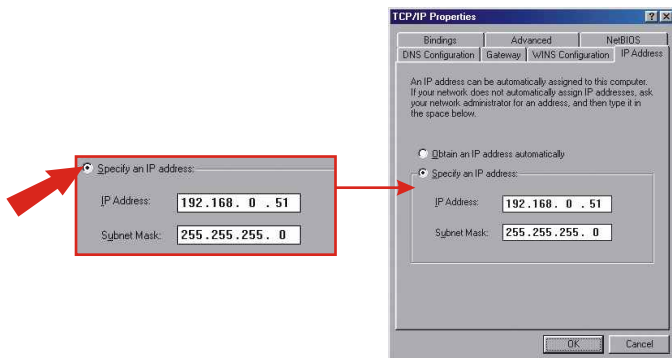 Specify an IP address:
IP Address: 192.168. 0 .51
Subnet Mask: 255.255.255. 0
TCP/IP Properties
Bindings Advanced NetBIOS
DNS Configuration Gateway WINS Configuration IP Address
An IP address can be automatically assigned to this computer.
If your network does not automatically assign IP addresses, ask
your network administrator for an address, and then type it in
the space below.
Obtain an IP address automatically
Specify an IP address:
IP Address: 192.168. 0 .51
Subnet Mask: 255.255.255. 0
OK Cancel